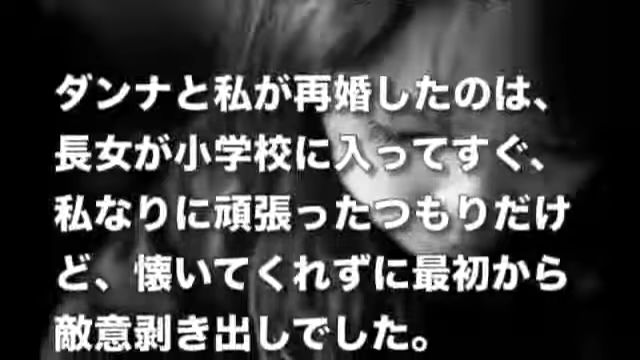 ダンナと私が再婚したのは、
長女が小学校に入ってすぐ、
私なりに頑張ったつもりだけ
ど、懐いてくれずに最初から
敵意剥き出しでした。